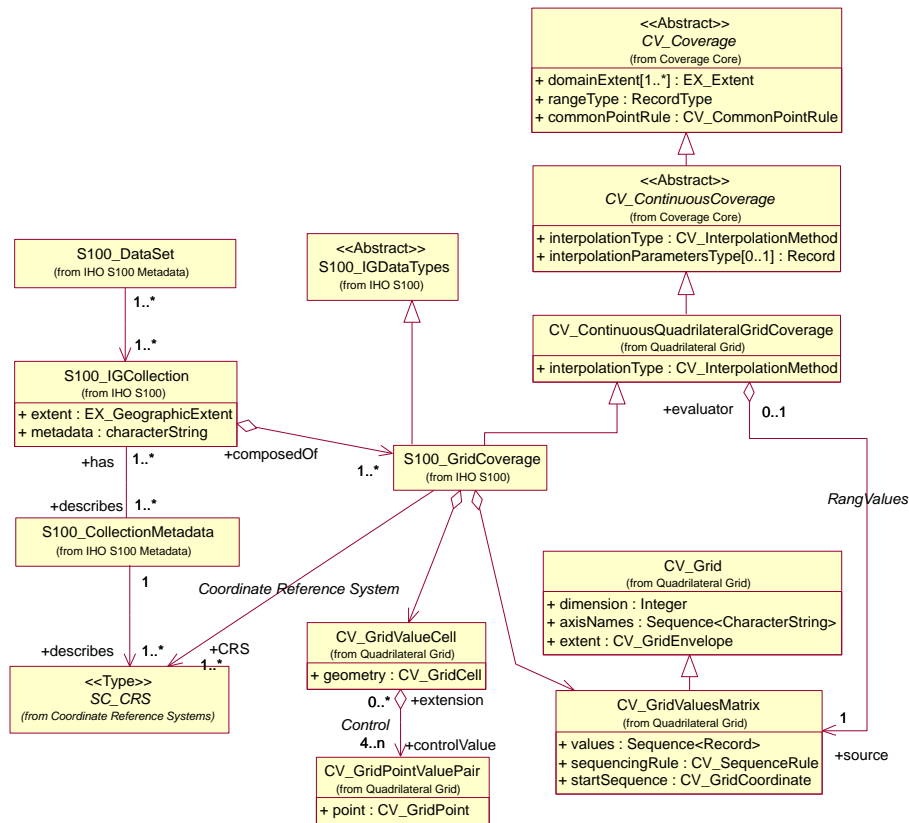 <<Abstract>>
CV_Coverage
(from Coverage Core)
+ domainExtent[1..*] : EX_Extent
+ rangeType : RecordType
+ commonPointRule : CV_CommonPointRule
<<Abstract>>
CV_ContinuousCoverage
(from Coverage Core)
+ interpolationType : CV_InterpolationMethod
+ interpolationParametersType[0..1] : Record
S100_DataSet
(from IHO S100 Metadata)
<<Abstract>>
S100_IGDataTypes
(from IHO S100)
1..*
1..*
CV_ContinuousQuadrilateralGridCoverage
(from Quadrilateral Grid)
+ interpolationType : CV_InterpolationMethod
S100_IGCollection
(from IHO S100)
+ extent : EX_GeographicExtent
+ metadata : characterString
+evaluator
0..1
+has
1..*
+composedOf
1..*
S100_GridCoverage
(from IHO S100)
+describes
1..*
RangValues
S100_CollectionMetadata
(from IHO S100 Metadata)
1
Coordinate Reference System
CV_Grid
(from Quadrilateral Grid)
+ dimension : Integer
+ axisNames : Sequence<CharacterString>
+ extent : CV_GridEnvelope
+describes
1..*
+CRS
1..*
CV_GridValueCell
(from Quadrilateral Grid)
+ geometry : CV_GridCell
<<Type>>
SC_CRS
(from Coordinate Reference Systems)
0..*
+extension
Control
4..n
+controlValue
CV_GridValuesMatrix
(from Quadrilateral Grid)
+ values : Sequence<Record>
+ sequencingRule : CV_SequenceRule
+ startSequence : CV_GridCoordinate
1
+source
CV_GridPointValuePair
(from Quadrilateral Grid)
+ point : CV_GridPoint